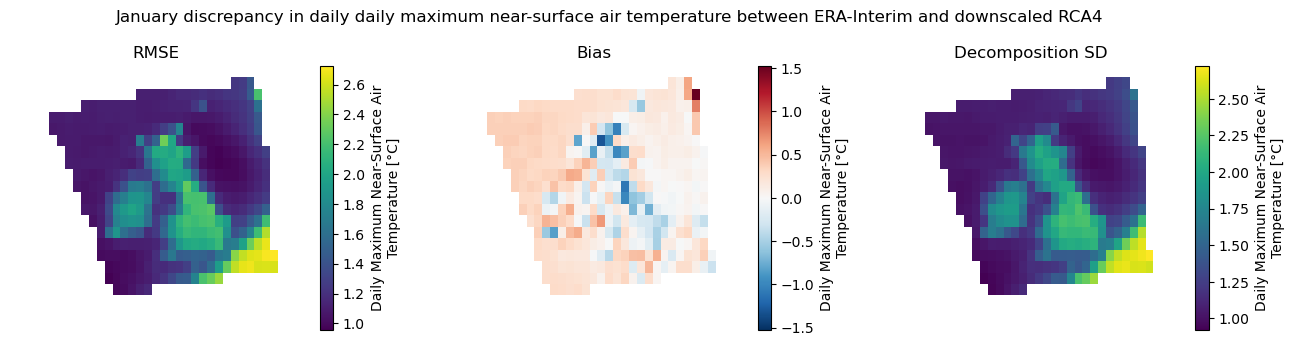 January discrepancy in daily daily maximum near-surface air temperature between ERA-Interim and downscaled RCA4
RMSE
2.6
2.4
2.2
2.0
1.8
1.6
1.4
1.2
1.0
Daily Maximum Near-Surface Air
Temperature [°C]
Bias
1.5
1.0
0.5
0.0
−0.5
−1.0
−1.5
Daily Maximum Near-Surface Air
Temperature [°C]
Decomposition SD
2.50
2.25
2.00
1.75
1.50
1.25
1.00
Daily Maximum Near-Surface Air
Temperature [°C]